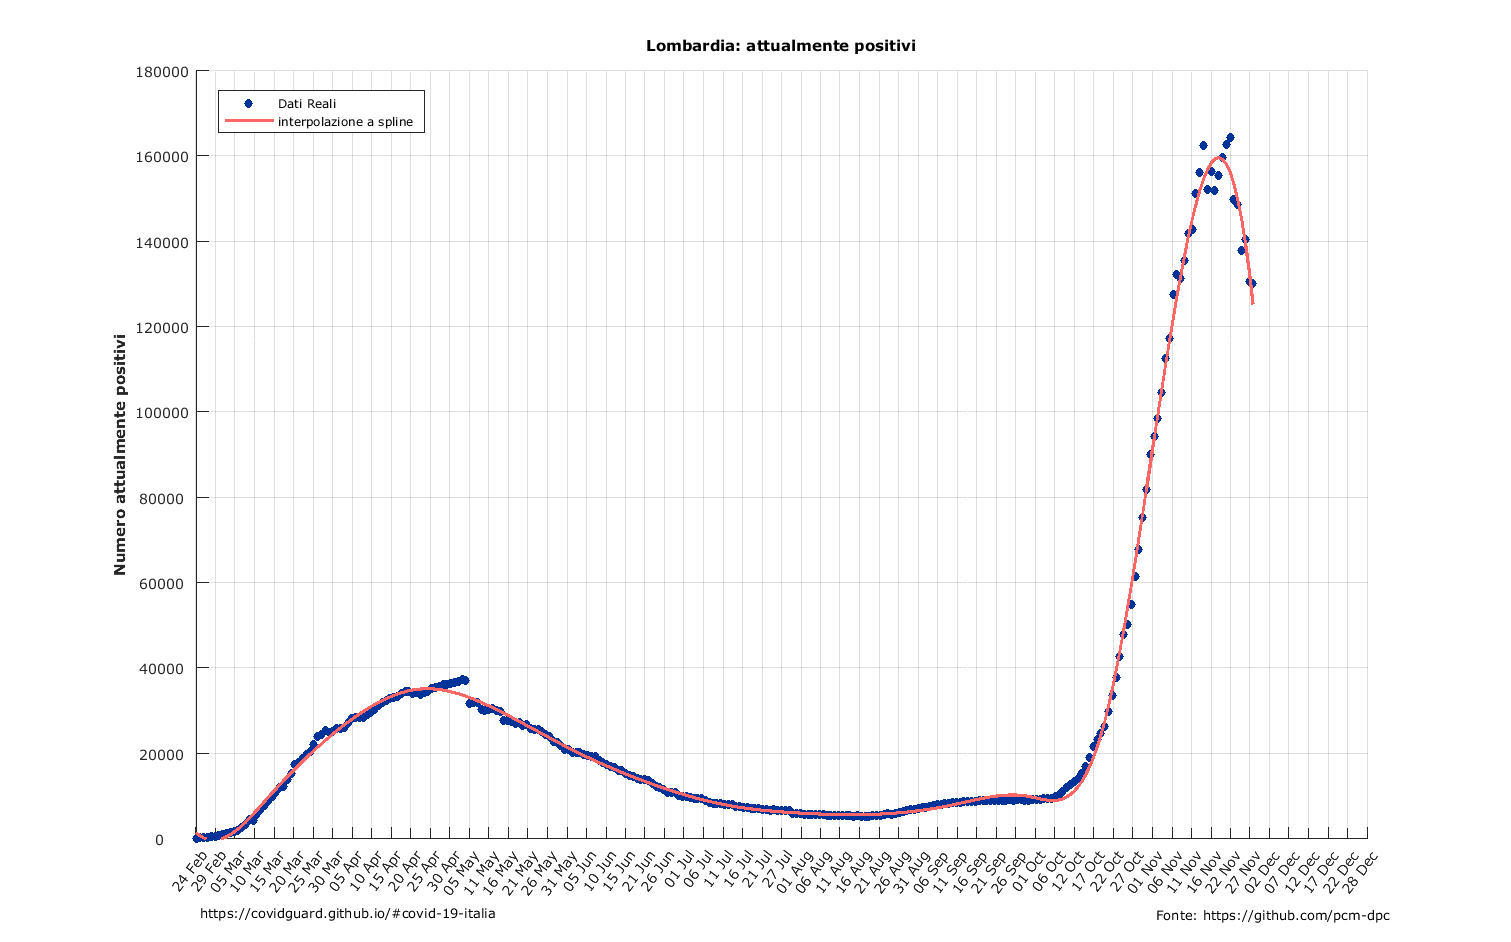 Lombardia: attualmente positivi
180000
160000
140000
120000
100000
80000
60000
40000
20000
0
Dati Reali
interpolazione a spline
Numero attualmente positivi
24 Feb
29 Feb
05 Mar
10 Mar
15 Mar
20 Mar
25 Mar
30 Mar
05 Apr
10 Apr
15 Apr
20 Apr
25 Apr
30 Apr
05 May
11 May
16 May
21 May
26 May
31 May
05 Jun
10 Jun
15 Jun
21 Jun
26 Jun
01 Jul
06 Jul
11 Jul
16 Jul
21 Jul
27 Jul
01 Aug
06 Aug
11 Aug
16 Aug
21 Aug
26 Aug
31 Aug
06 Sep
11 Sep
16 Sep
21 Sep
26 Sep
01 Oct
06 Oct
12 Oct
17 Oct
22 Oct
27 Oct
01 Nov
06 Nov
11 Nov
16 Nov
22 Nov
27 Nov
02 Dec
07 Dec
12 Dec
17 Dec
22 Dec
28 Dec
https://covidguard.github.io/#covid-19-italia
Fonte: https://github.com/pcm-dpc